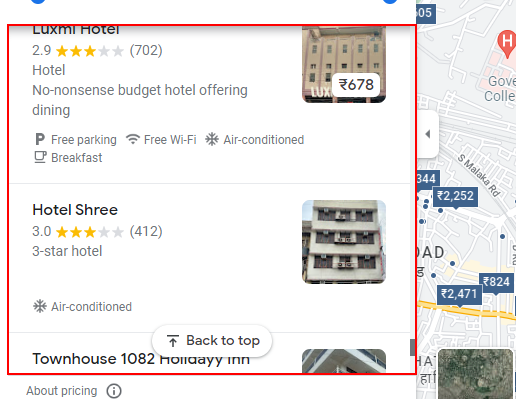 Luxmi Hotel
2.9 (702)
Hotel
No-nonsense budget hotel offering
dining
₹678
Free parking Free Wi-Fi Air-conditioned
Breakfast
Hotel Shree
3.0 (412)
3-star hotel
Air-conditioned
Back to top
Townhouse 1082 Holidayy Inn
About pricing
605
H
Gove
Colle
S Malaka Rd
344
₹2,252
OAD
₹824
₹2,471